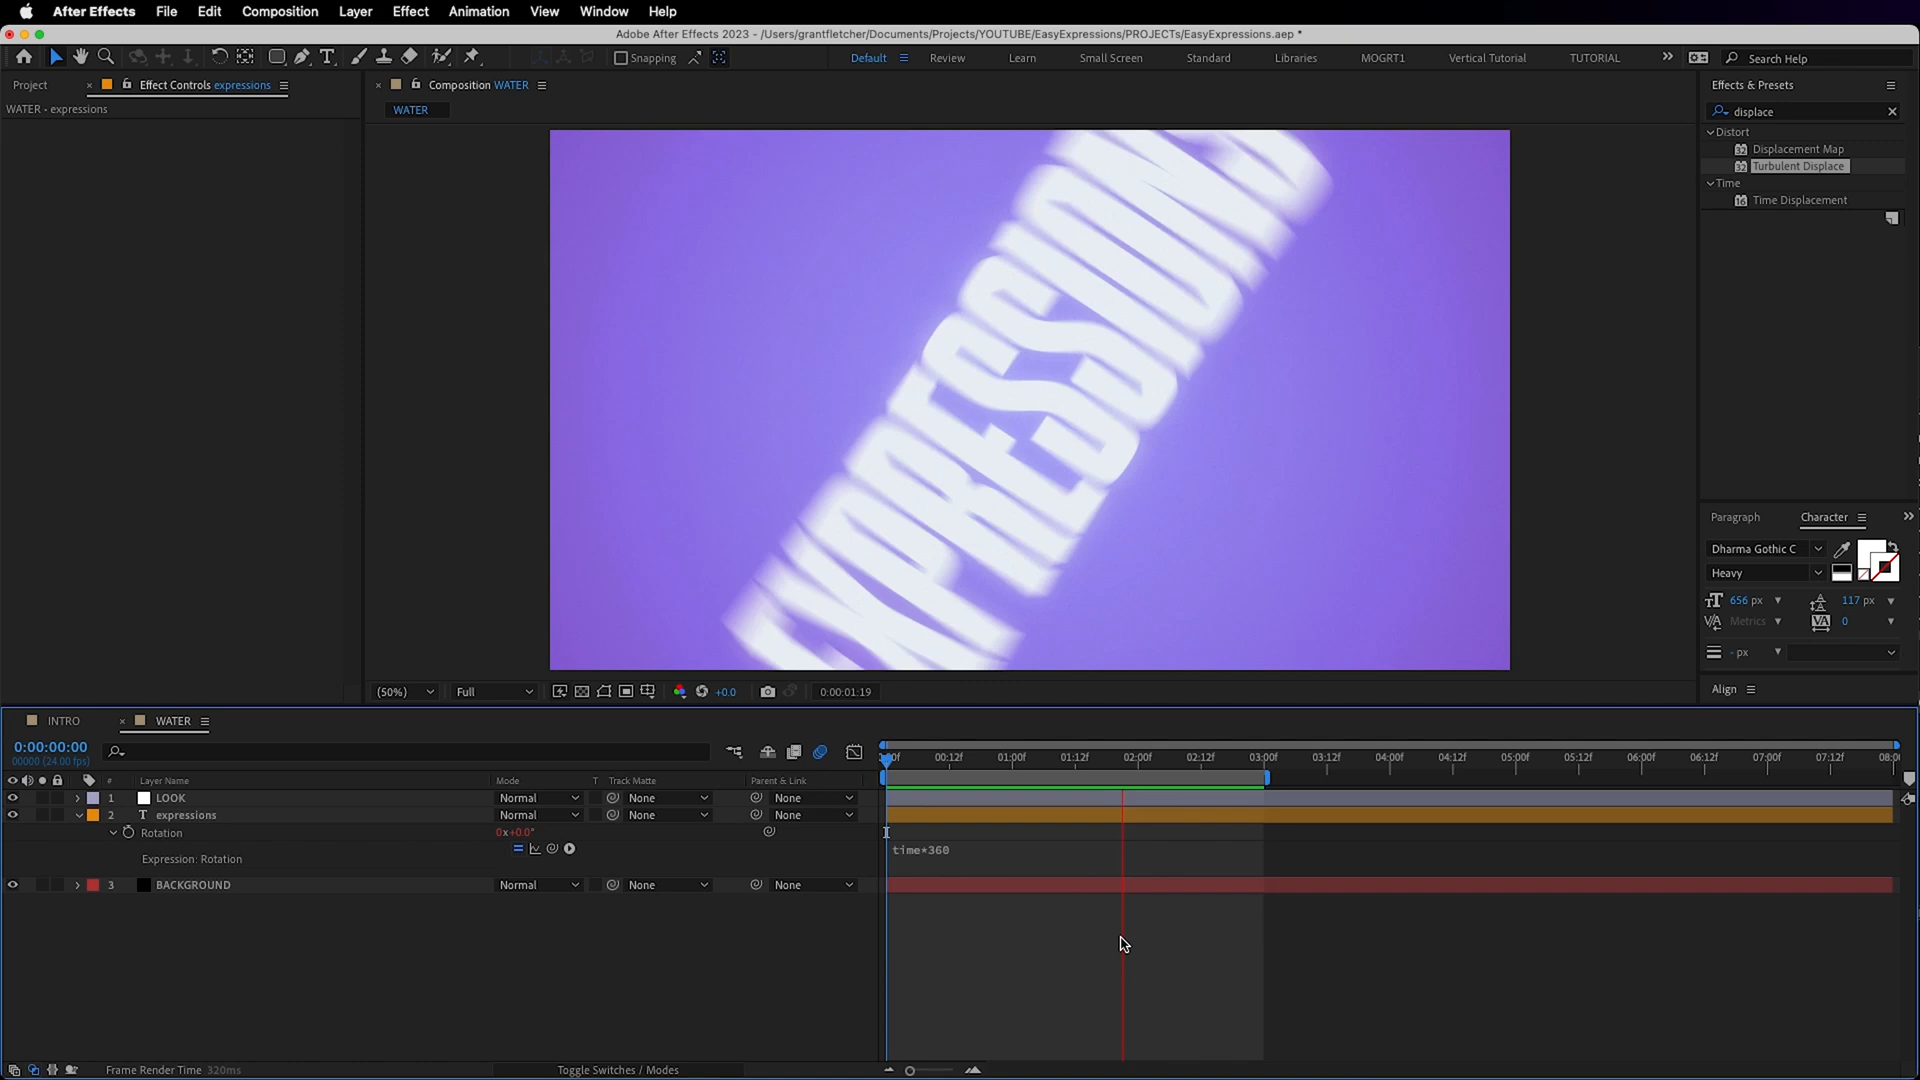 After Effects File Edit Composition Layer Effect Animation View Window Help
Adobe After Effects 2023 - /Users/grantfletcher/Documents/Projects/YOUTUBE/EasyExpressions/PROJECTs/EasyExpressions.aep *
Snapping Default Review Learn Small Screen Standard Libraries MOGRT1 Vertical Tutorial TUTORIAL Search Help
Project Effect Controls expressions Composition WATER Effects & Presets
WATER - expressions WATER displace
Distort
32 Displacement Map
32 Turbulent Displace
Time
16 Time Displacement
EXPRESSIONS
Paragraph Character
Dharma Gothic C
Heavy
656 px 117 px
Metrics 0
- px
(50%) Full +0.0 0:00:01:19 Align
INTRO WATER
0:00:00:00
00000 (24.00 fps)
:00f 00:12f 01:00f 01:12f 02:00f 02:12f 03:00f 03:12f 04:00f 04:12f 05:00f 05:12f 06:00f 06:12f 07:00f 07:12f 08:0
# Layer Name Mode T Track Matte Parent & Link
1 LOOK Normal None None
2 T expressions Normal None None
Rotation 0x+0.0°
Expression: Rotation time*360
3 BACKGROUND Normal None None
Frame Render Time 320ms Toggle Switches / Modes